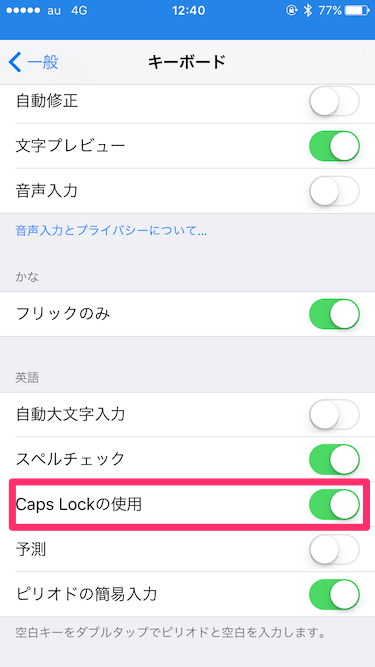 au 4G 12:40 77%
一般 キーボード
自動修正
文字プレビュー
音声入力
音声入力とプライバシーについて...
かな
フリックのみ
英語
自動大文字入力
スペルチェック
Caps Lockの使用
予測
ピリオドの簡易入力
空白キーをダブルタップでピリオドと空白を入力します。